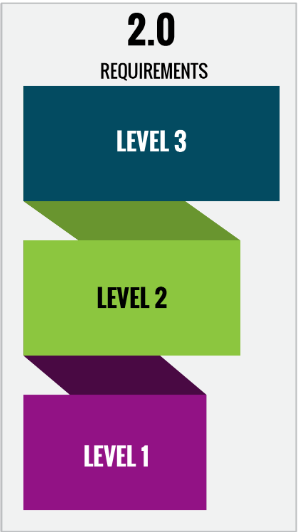 2.0
REQUIREMENTS
LEVEL 3
LEVEL 2
LEVEL 1